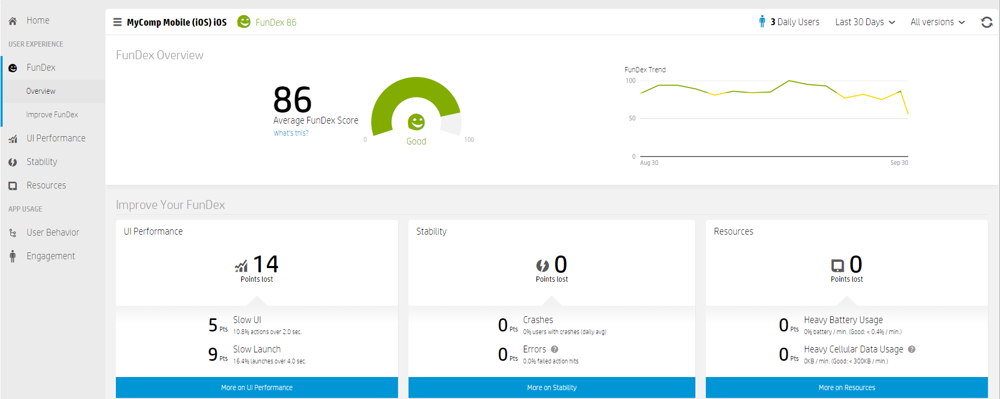 Home
USER EXPERIENCE
FunDex
Overview
Improve FunDex
UI Performance
Stability
Resources
APP USAGE
User Behavior
Engagement
MyComp Mobile (iOS) iOS FunDex 86 3 Daily Users Last 30 Days All versions
FunDex Overview
86
Average FunDex Score
What's this?
0 100
Good
FunDex Trend
100
50
0
Aug 30 Sep 30
Improve Your FunDex
UI Performance
14
Points lost
5 Pts Slow UI
10.8% actions over 2.0 sec.
9 Pts Slow Launch
16.4% launches over 4.0 sec.
More on UI Performance
Stability
0
Points lost
0 Pts Crashes
0% users with crashes (daily avg)
0 Pts Errors ?
0.0% failed action hits
More on Stability
Resources
0
Points lost
0 Pts Heavy Battery Usage
0% battery / min. (Good: < 0.4% / min.)
0 Pts Heavy Cellular Data Usage ?
0KB / min. (Good: < 300KB / min.)
More on Resources